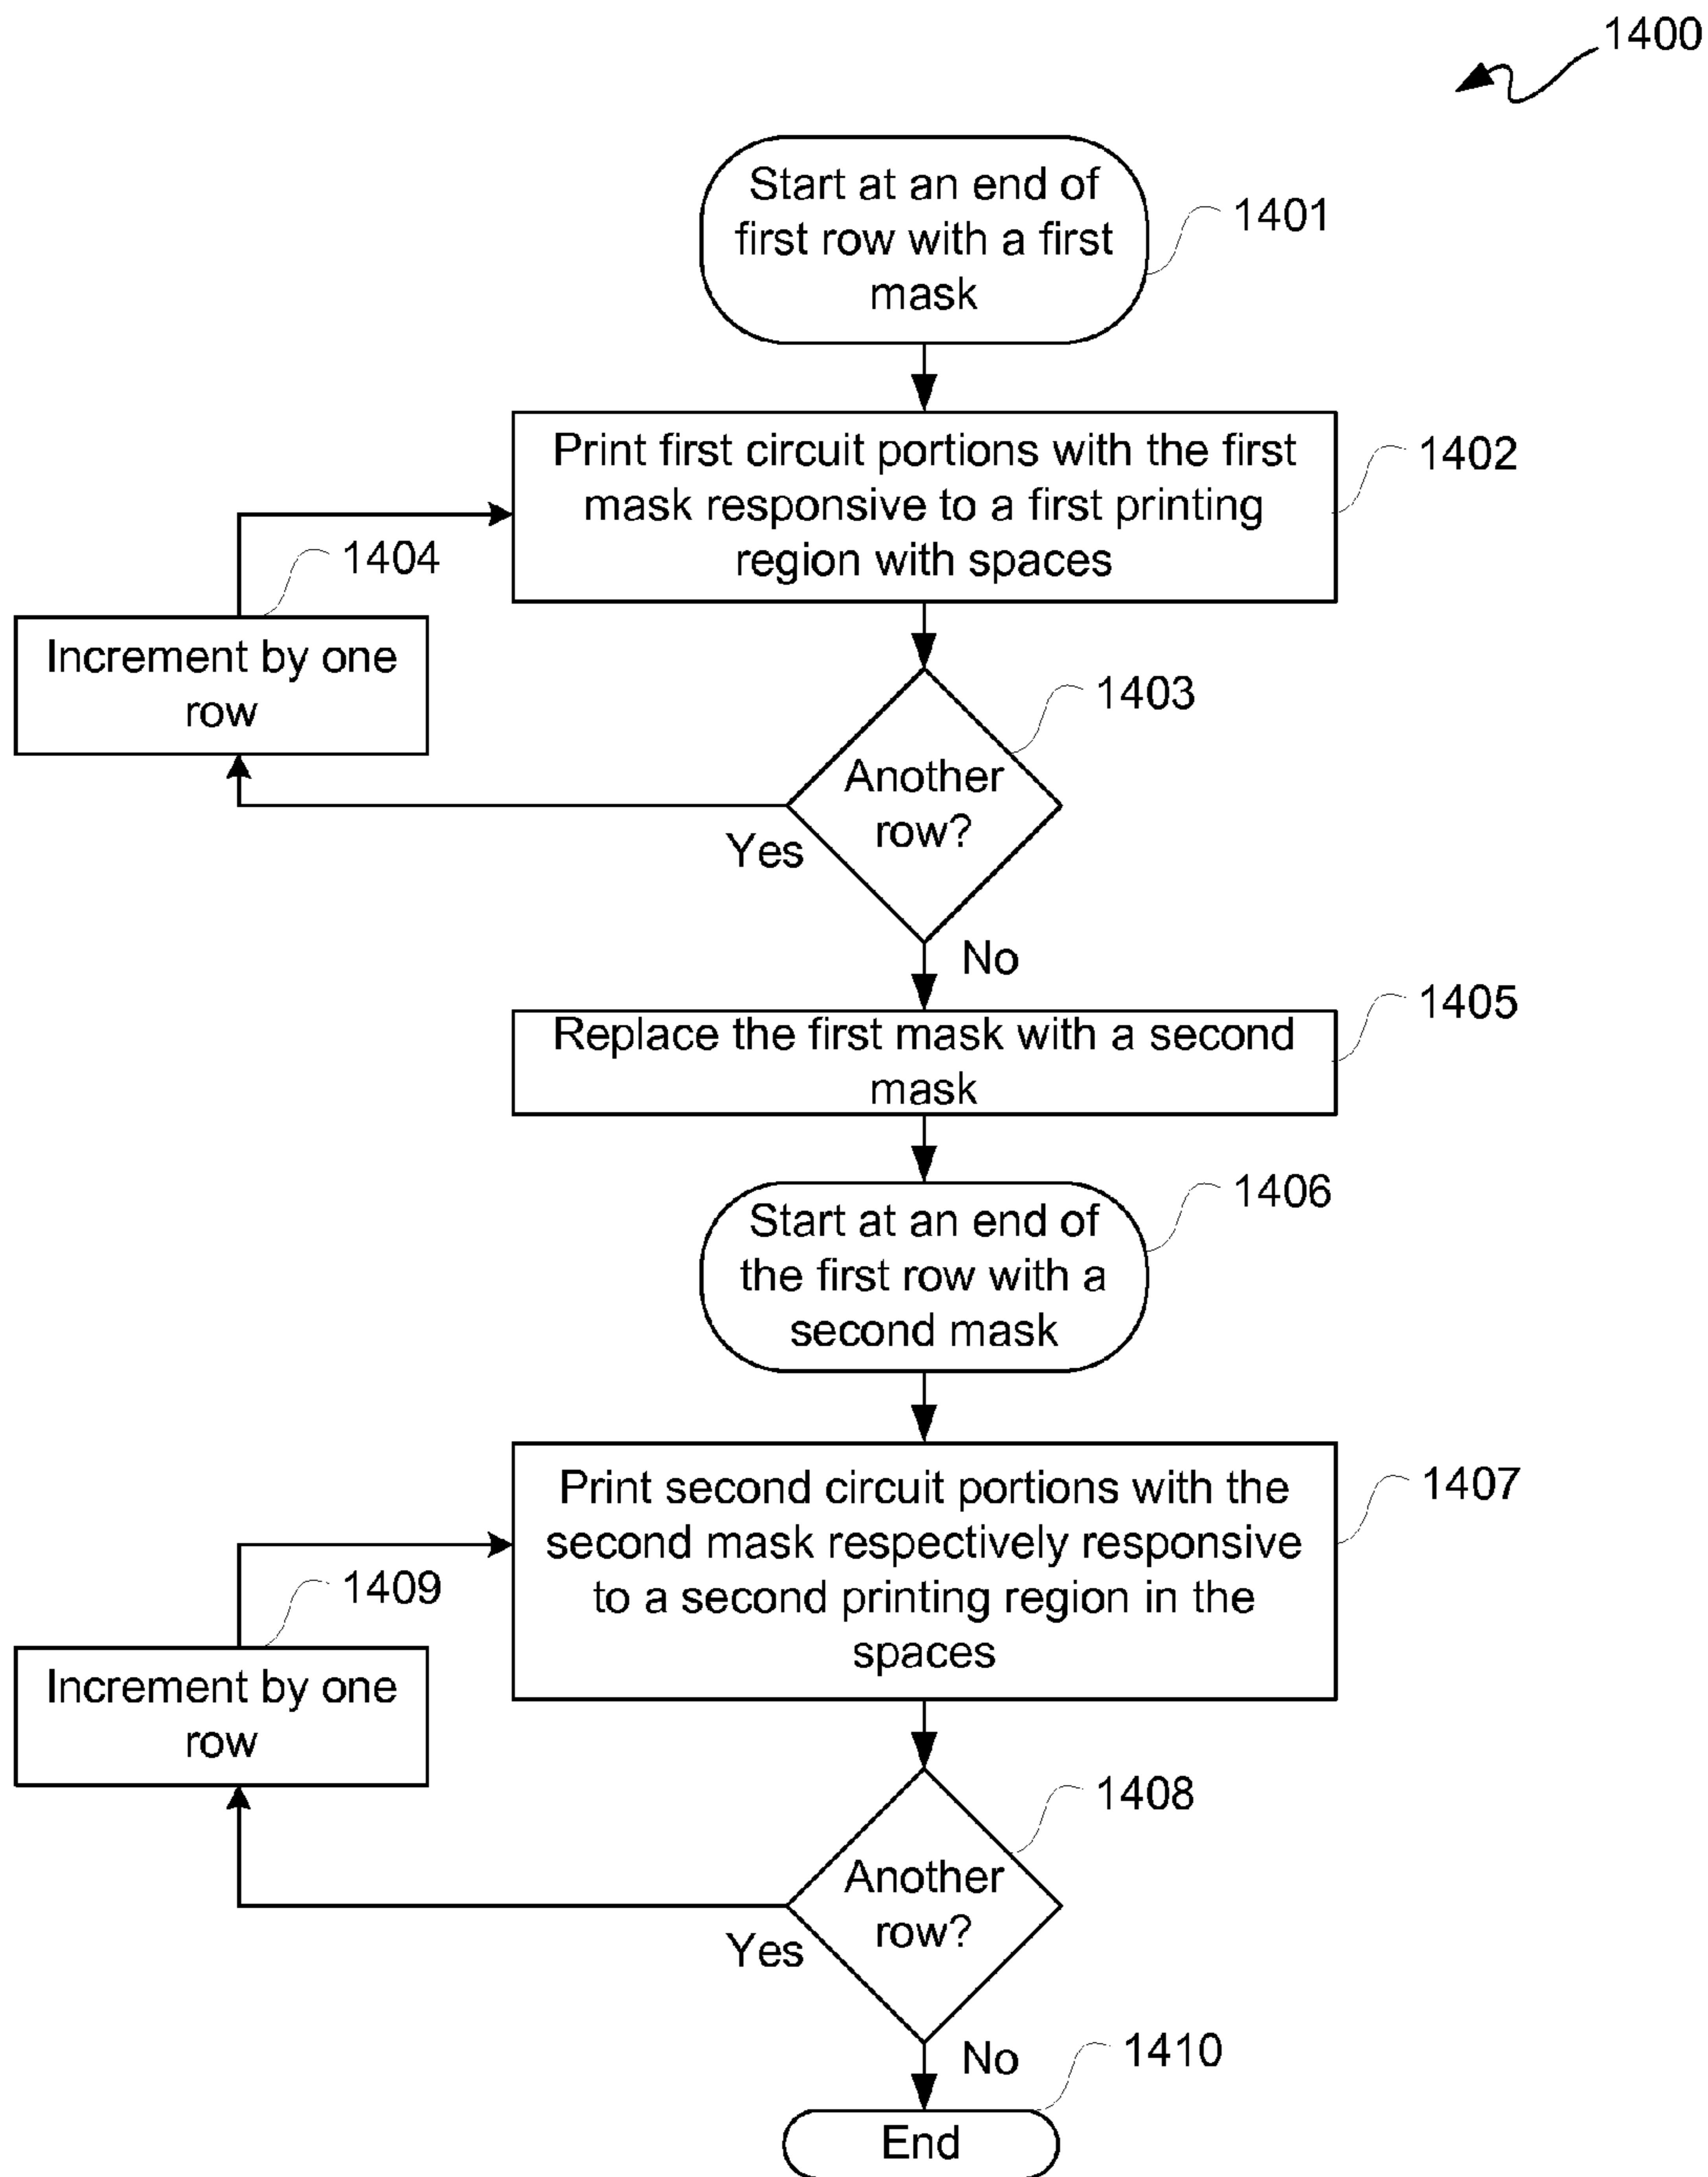 1400
Start at an end of
first row with a first
mask
1401
Print first circuit portions with the first
mask responsive to a first printing
region with spaces
1402
1404
Increment by one
row
1403
Another
row?
Yes
No
1405
Replace the first mask with a second
mask
1406
Start at an end of
the first row with a
second mask
Print second circuit portions with the
second mask respectively responsive
to a second printing region in the
spaces
1407
1409
Increment by one
row
1408
Another
row?
Yes
No
1410
End